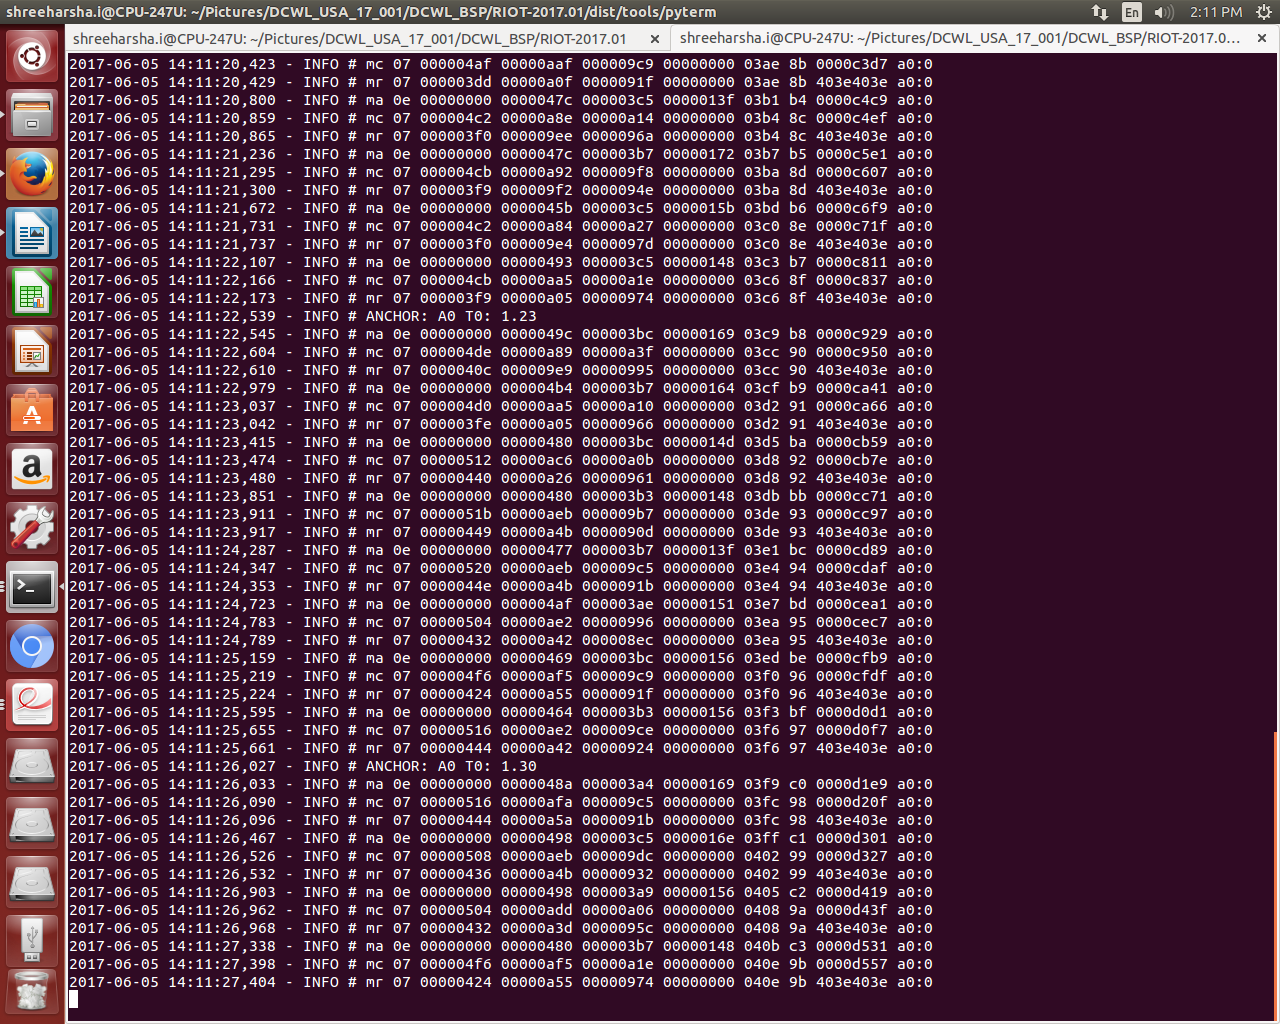 shreeharsha.i@CPU-247U: ~/Pictures/DCWL_USA_17_001/DCWL_BSP/RIOT-2017.01/dist/tools/pyterm
En
2:11 PM
shreeharsha.i@CPU-247U: ~/Pictures/DCWL_USA_17_001/DCWL_BSP/RIOT-2017.01
shreeharsha.i@CPU-247U: ~/Pictures/DCWL_USA_17_001/DCWL_BSP/RIOT-2017.0...
2017-06-05 14:11:20,423 - INFO # mc 07 000004af 00000aaf 000009c9 00000000 03ae 8b 0000c3d7 a0:0
2017-06-05 14:11:20,429 - INFO # mr 07 000003dd 00000a0f 0000091f 00000000 03ae 8b 403e403e a0:0
2017-06-05 14:11:20,800 - INFO # ma 0e 00000000 0000047c 000003c5 0000013f 03b1 b4 0000c4c9 a0:0
2017-06-05 14:11:20,859 - INFO # mc 07 000004c2 00000a8e 00000a14 00000000 03b4 8c 0000c4ef a0:0
2017-06-05 14:11:20,865 - INFO # mr 07 000003f0 000009ee 0000096a 00000000 03b4 8c 403e403e a0:0
2017-06-05 14:11:21,236 - INFO # ma 0e 00000000 0000047c 000003b7 00000172 03b7 b5 0000c5e1 a0:0
2017-06-05 14:11:21,295 - INFO # mc 07 000004cb 00000a92 000009f8 00000000 03ba 8d 0000c607 a0:0
2017-06-05 14:11:21,300 - INFO # mr 07 000003f9 000009f2 0000094e 00000000 03ba 8d 403e403e a0:0
2017-06-05 14:11:21,672 - INFO # ma 0e 00000000 0000045b 000003c5 0000015b 03bd b6 0000c6f9 a0:0
2017-06-05 14:11:21,731 - INFO # mc 07 000004c2 00000a84 00000a27 00000000 03c0 8e 0000c71f a0:0
2017-06-05 14:11:21,737 - INFO # mr 07 000003f0 000009e4 0000097d 00000000 03c0 8e 403e403e a0:0
2017-06-05 14:11:22,107 - INFO # ma 0e 00000000 00000493 000003c5 00000148 03c3 b7 0000c811 a0:0
2017-06-05 14:11:22,166 - INFO # mc 07 000004cb 00000aa5 00000a1e 00000000 03c6 8f 0000c837 a0:0
2017-06-05 14:11:22,173 - INFO # mr 07 000003f9 00000a05 00000974 00000000 03c6 8f 403e403e a0:0
2017-06-05 14:11:22,539 - INFO # ANCHOR: A0 T0: 1.23
2017-06-05 14:11:22,545 - INFO # ma 0e 00000000 0000049c 000003bc 00000169 03c9 b8 0000c929 a0:0
2017-06-05 14:11:22,604 - INFO # mc 07 000004de 00000a89 00000a3f 00000000 03cc 90 0000c950 a0:0
2017-06-05 14:11:22,610 - INFO # mr 07 0000040c 000009e9 00000995 00000000 03cc 90 403e403e a0:0
2017-06-05 14:11:22,979 - INFO # ma 0e 00000000 000004b4 000003b7 00000164 03cf b9 0000ca41 a0:0
2017-06-05 14:11:23,037 - INFO # mc 07 000004d0 00000aa5 00000a10 00000000 03d2 91 0000ca66 a0:0
2017-06-05 14:11:23,042 - INFO # mr 07 000003fe 00000a05 00000966 00000000 03d2 91 403e403e a0:0
2017-06-05 14:11:23,415 - INFO # ma 0e 00000000 00000480 000003bc 0000014d 03d5 ba 0000cb59 a0:0
2017-06-05 14:11:23,474 - INFO # mc 07 00000512 00000ac6 00000a0b 00000000 03d8 92 0000cb7e a0:0
2017-06-05 14:11:23,480 - INFO # mr 07 00000440 00000a26 00000961 00000000 03d8 92 403e403e a0:0
2017-06-05 14:11:23,851 - INFO # ma 0e 00000000 00000480 000003b3 00000148 03db bb 0000cc71 a0:0
2017-06-05 14:11:23,911 - INFO # mc 07 0000051b 00000aeb 000009b7 00000000 03de 93 0000cc97 a0:0
2017-06-05 14:11:23,917 - INFO # mr 07 00000449 00000a4b 0000090d 00000000 03de 93 403e403e a0:0
2017-06-05 14:11:24,287 - INFO # ma 0e 00000000 00000477 000003b7 0000013f 03e1 bc 0000cd89 a0:0
2017-06-05 14:11:24,347 - INFO # mc 07 00000520 00000aeb 000009c5 00000000 03e4 94 0000cdaf a0:0
2017-06-05 14:11:24,353 - INFO # mr 07 0000044e 00000a4b 0000091b 00000000 03e4 94 403e403e a0:0
2017-06-05 14:11:24,723 - INFO # ma 0e 00000000 000004af 000003ae 00000151 03e7 bd 0000cea1 a0:0
2017-06-05 14:11:24,783 - INFO # mc 07 00000504 00000ae2 00000996 00000000 03ea 95 0000cec7 a0:0
2017-06-05 14:11:24,789 - INFO # mr 07 00000432 00000a42 000008ec 00000000 03ea 95 403e403e a0:0
2017-06-05 14:11:25,159 - INFO # ma 0e 00000000 00000469 000003bc 00000156 03ed be 0000cfb9 a0:0
2017-06-05 14:11:25,219 - INFO # mc 07 000004f6 00000af5 000009c9 00000000 03f0 96 0000cfdf a0:0
2017-06-05 14:11:25,224 - INFO # mr 07 00000424 00000a55 0000091f 00000000 03f0 96 403e403e a0:0
2017-06-05 14:11:25,595 - INFO # ma 0e 00000000 00000464 000003b3 00000156 03f3 bf 0000d0d1 a0:0
2017-06-05 14:11:25,655 - INFO # mc 07 00000516 00000ae2 000009ce 00000000 03f6 97 0000d0f7 a0:0
2017-06-05 14:11:25,661 - INFO # mr 07 00000444 00000a42 00000924 00000000 03f6 97 403e403e a0:0
2017-06-05 14:11:26,027 - INFO # ANCHOR: A0 T0: 1.30
2017-06-05 14:11:26,033 - INFO # ma 0e 00000000 0000048a 000003a4 00000169 03f9 c0 0000d1e9 a0:0
2017-06-05 14:11:26,090 - INFO # mc 07 00000516 00000afa 000009c5 00000000 03fc 98 0000d20f a0:0
2017-06-05 14:11:26,096 - INFO # mr 07 00000444 00000a5a 0000091b 00000000 03fc 98 403e403e a0:0
2017-06-05 14:11:26,467 - INFO # ma 0e 00000000 00000498 000003c5 0000016e 03ff c1 0000d301 a0:0
2017-06-05 14:11:26,526 - INFO # mc 07 00000508 00000aeb 000009dc 00000000 0402 99 0000d327 a0:0
2017-06-05 14:11:26,532 - INFO # mr 07 00000436 00000a4b 00000932 00000000 0402 99 403e403e a0:0
2017-06-05 14:11:26,903 - INFO # ma 0e 00000000 00000498 000003a9 00000156 0405 c2 0000d419 a0:0
2017-06-05 14:11:26,962 - INFO # mc 07 00000504 00000add 00000a06 00000000 0408 9a 0000d43f a0:0
2017-06-05 14:11:26,968 - INFO # mr 07 00000432 00000a3d 0000095c 00000000 0408 9a 403e403e a0:0
2017-06-05 14:11:27,338 - INFO # ma 0e 00000000 00000480 000003b7 00000148 040b c3 0000d531 a0:0
2017-06-05 14:11:27,398 - INFO # mc 07 000004f6 00000af5 00000a1e 00000000 040e 9b 0000d557 a0:0
2017-06-05 14:11:27,404 - INFO # mr 07 00000424 00000a55 00000974 00000000 040e 9b 403e403e a0:0